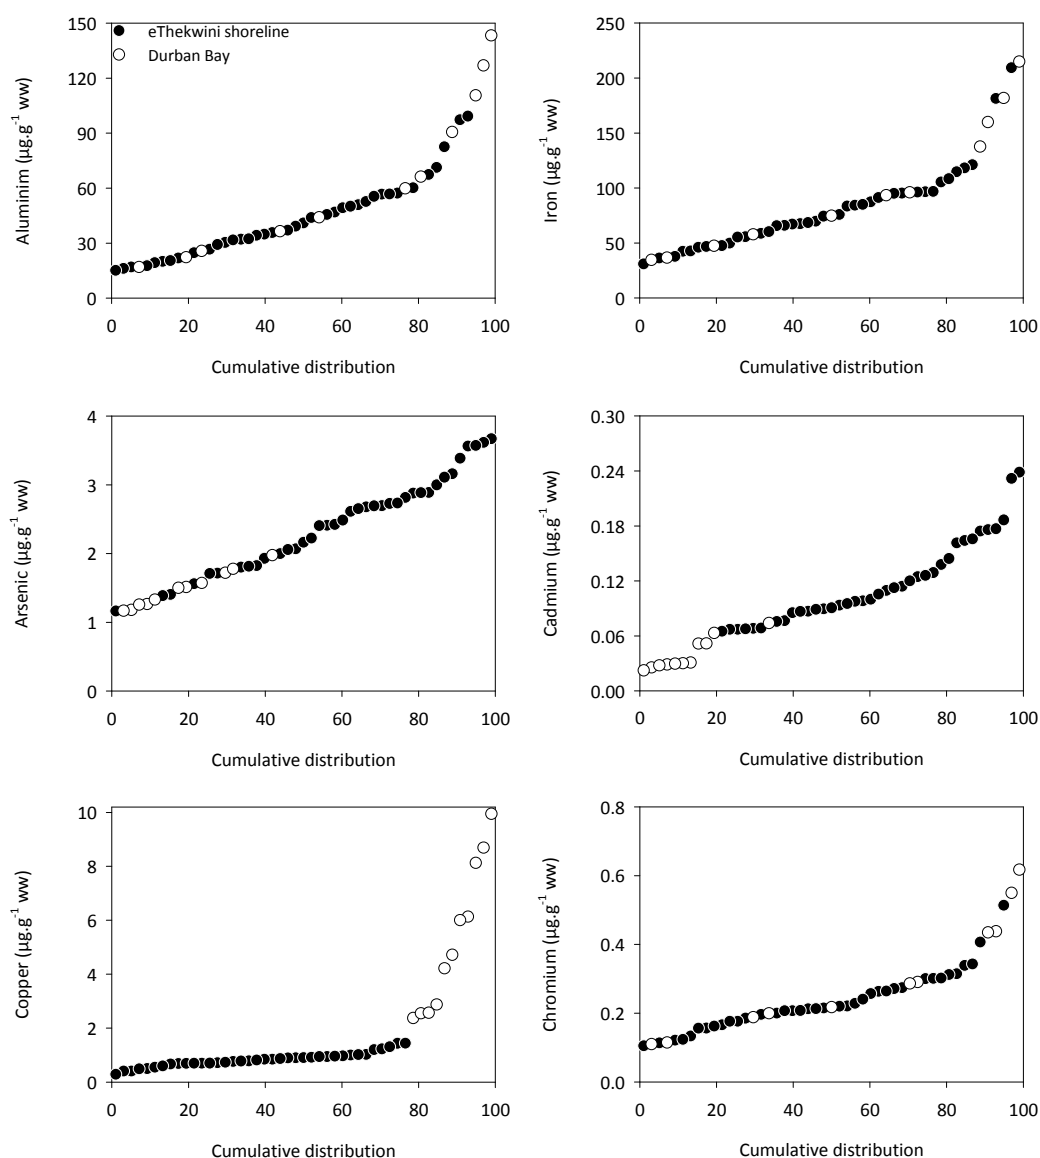 150
120
90
60
30
0
Aluminim (µg.g-1 ww)
eThekwini shoreline
Durban Bay
0 20 40 60 80 100
Cumulative distribution
250
200
150
100
50
0
Iron (µg.g-1 ww)
0 20 40 60 80 100
Cumulative distribution
4
3
2
1
0
Arsenic (µg.g-1 ww)
0 20 40 60 80 100
Cumulative distribution
0.30
0.24
0.18
0.12
0.06
0.00
Cadmium (µg.g-1 ww)
0 20 40 60 80 100
Cumulative distribution
10
8
6
4
2
0
Copper (µg.g-1 ww)
0 20 40 60 80 100
Cumulative distribution
0.8
0.6
0.4
0.2
0.0
Chromium (µg.g-1 ww)
0 20 40 60 80 100
Cumulative distribution